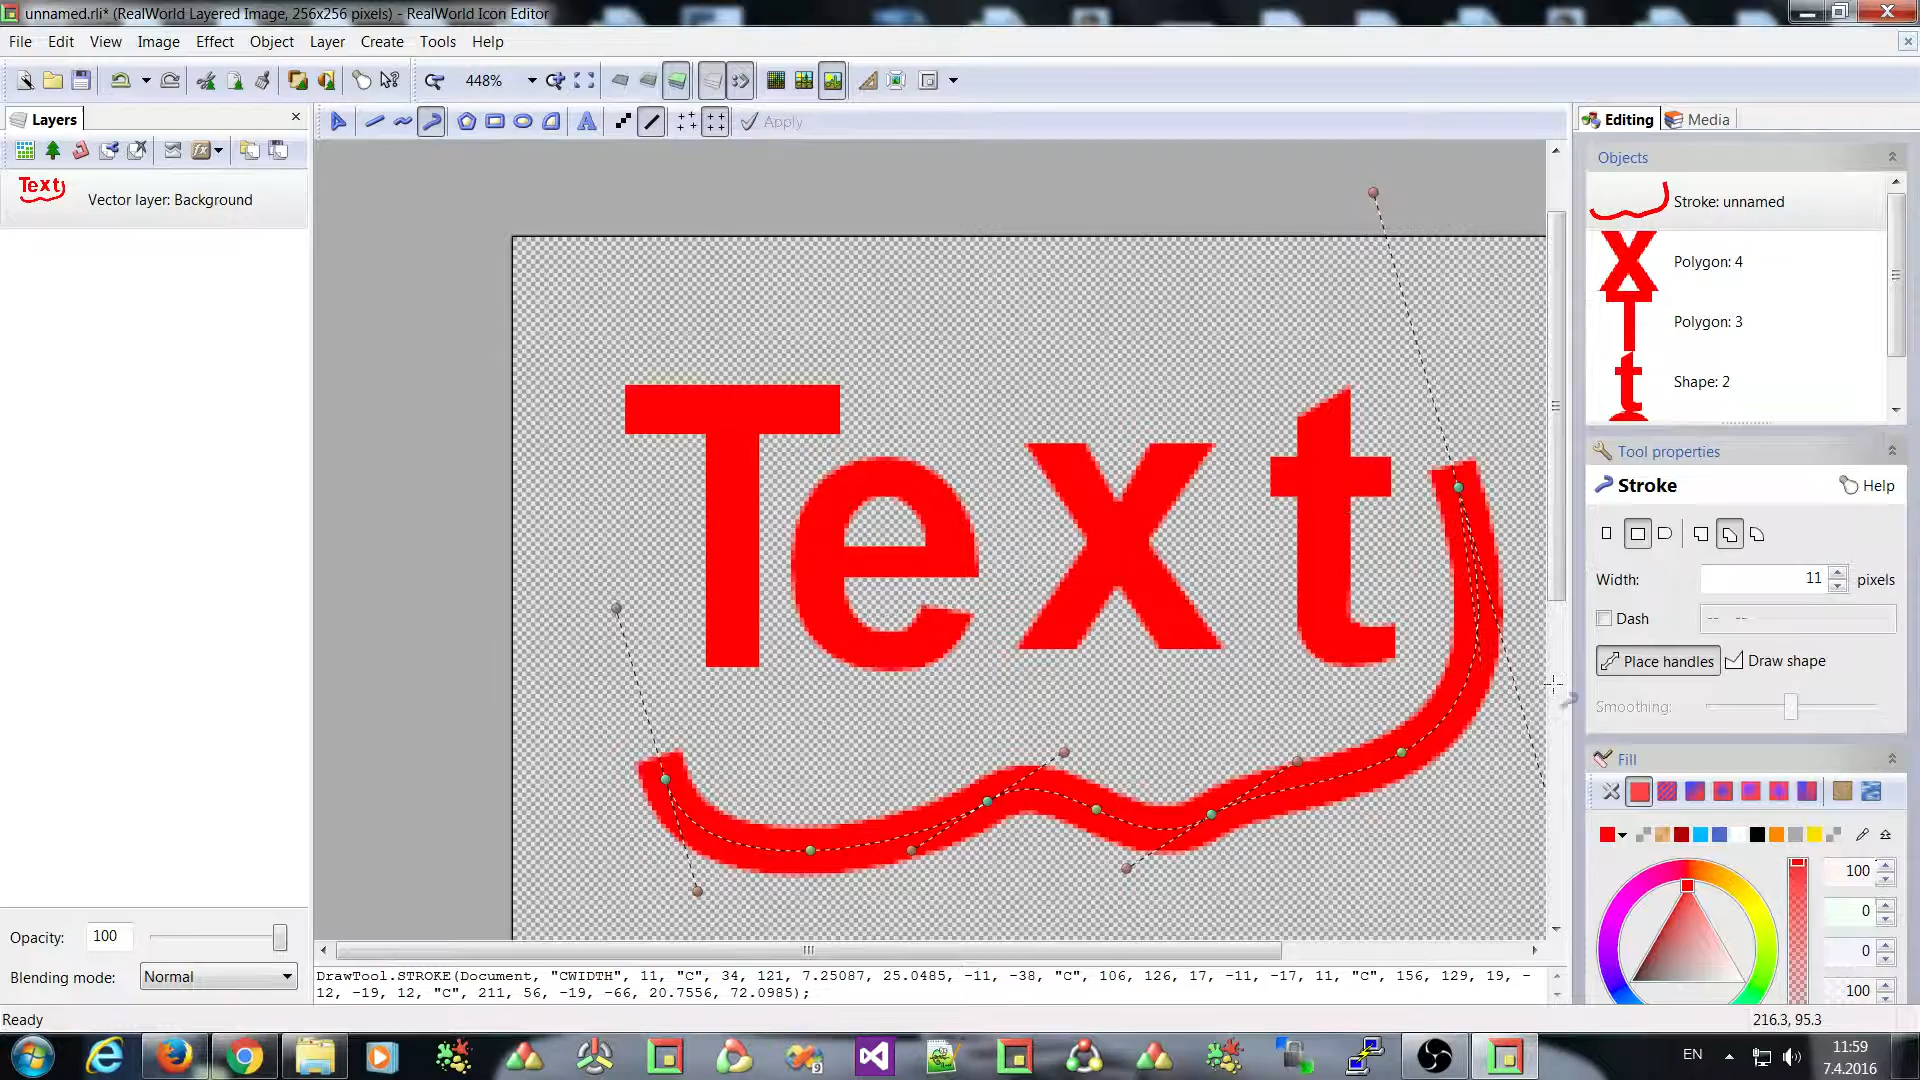 unnamed.rli* (RealWorld Layered Image, 256x256 pixels) - RealWorld Icon Editor
File Edit View Image Effect Object Layer Create Tools Help
448%
Layers
Apply
Editing Media
Vector layer: Background
Objects
Stroke: unnamed
Polygon: 4
Polygon: 3
Shape: 2
Text
Tool properties
Stroke Help
Width: 11 pixels
Dash -- --
Place handles Draw shape
Smoothing:
Fill
100
0
0
100
Opacity: 100
Blending mode: Normal
DrawTool.STROKE(Document, "CWIDTH", 11, "C", 34, 121, 7.25087, 25.0485, -11, -38, "C", 106, 126, 17, -11, -17, 11, "C", 156, 129, 19, -
12, -19, 12, "C", 211, 56, -19, -66, 20.7556, 72.0985);
Ready
216.3, 95.3
EN
11:59
7.4.2016